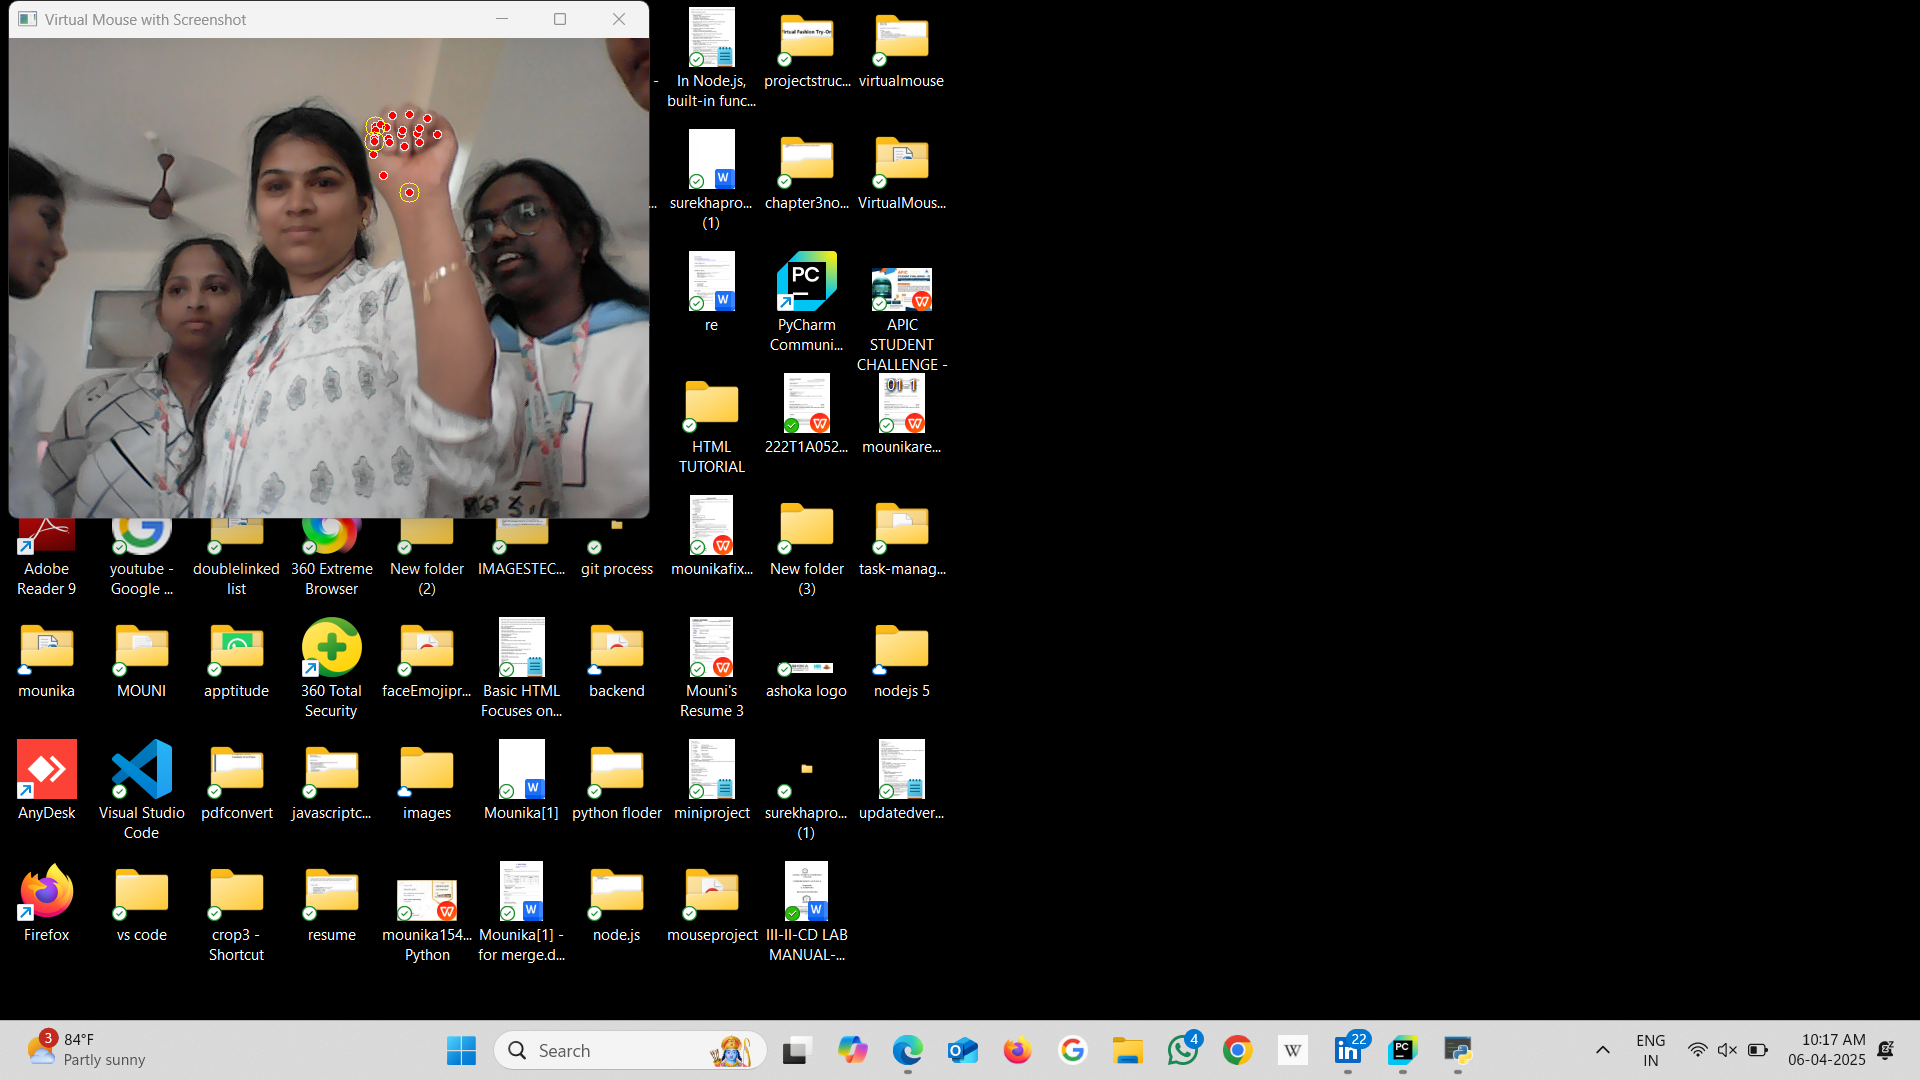 Virtual Mouse with Screenshot
In Node.js,
built-in func...
projectstruc...
virtualmouse
surekhapro...
(1)
chapter3no...
VirtualMous...
re
PyCharm
Communi...
APIC
STUDENT
CHALLENGE -
HTML
TUTORIAL
222T1A052...
mounikare...
Adobe
Reader 9
youtube -
Google ...
doublelinked
list
360 Extreme
Browser
New folder
(2)
IMAGESTEC...
git process
mounikafix...
New folder
(3)
task-manag...
mounika
MOUNI
apptitude
360 Total
Security
faceEmojipr...
Basic HTML
Focuses on...
backend
Mouni's
Resume 3
ashoka logo
nodejs 5
AnyDesk
Visual Studio
Code
pdfconvert
javascriptc...
images
Mounika[1]
python floder
miniproject
surekhapro...
(1)
updatedver...
Firefox
vs code
crop3 -
Shortcut
resume
mounika154...
Python
Mounika[1] -
for merge.d...
node.js
mouseproject
III-II-CD LAB
MANUAL-...
3
84°F
Partly sunny
Search
4
22
ENG
IN
10:17 AM
06-04-2025